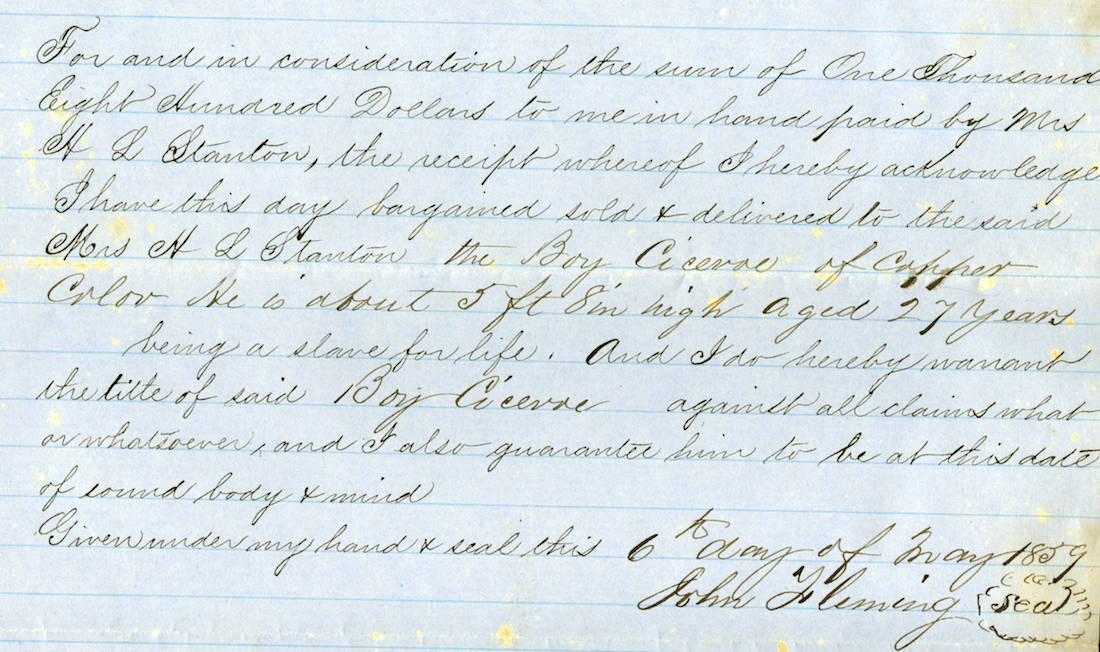 For and in consideration of the sum of One Thousand
Eight Hundred Dollars to me in hand paid by Mrs
H L Stanton, the receipt whereof I hereby acknowledge
I have this day bargained sold & delivered to the said
Mrs H L Stanton the Boy Ciceroe of Copper
Color He is about 5 ft 8 in high aged 27 Years
being a slave for life. And I do hereby warrant
the title of said Boy Ciceroe against all claims what
or whatsoever, and I also guarantee him to be at this date
of sound body & mind
Given under my hand & seal this 6th day of May 1859
John Fleming Seal